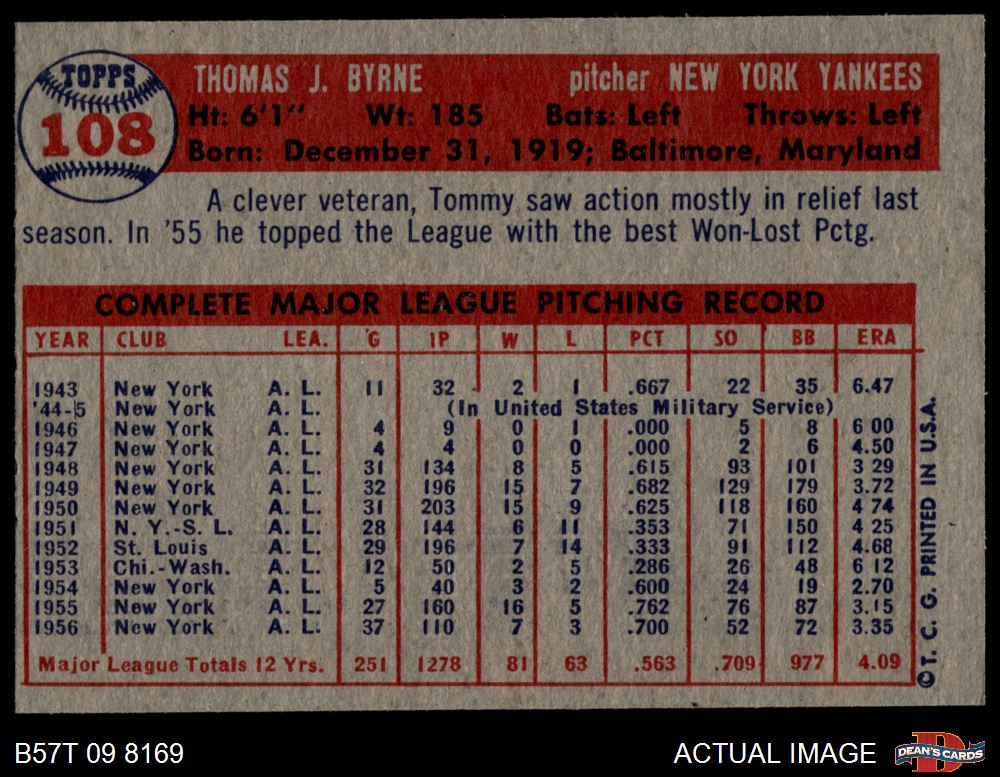 TOPPS
108
THOMAS J. BYRNE pitcher NEW YORK YANKEES
Ht: 6'1" Wt: 185 Bats: Left Throws: Left
Born: December 31, 1919; Baltimore, Maryland
A clever veteran, Tommy saw action mostly in relief last
season. In '55 he topped the League with the best Won-Lost Pctg.
COMPLETE MAJOR LEAGUE PITCHING RECORD
YEAR CLUB LEA. G IP W L PCT SO BB ERA
1943 New York A. L. 11 32 2 1 .667 22 35 6.47
'44-5 New York A. L. (In United States Military Service)
1946 New York A. L. 4 9 0 1 .000 5 8 6 00
1947 New York A. L. 4 4 0 0 .000 2 6 4.50
1948 New York A. L. 31 134 8 5 .615 93 101 3 29
1949 New York A. L. 32 196 15 7 .682 129 179 3.72
1950 New York A. L. 31 203 15 9 .625 118 160 4 74
1951 N. Y.-S. L. A. L. 28 144 6 11 .353 71 150 4 25
1952 St. Louis A. L. 29 196 7 14 .333 91 112 4.68
1953 Chi.-Wash. A. L. 12 50 2 5 .286 26 48 6 12
1954 New York A. L. 5 40 3 2 .600 24 19 2.70
1955 New York A. L. 27 160 16 5 .762 76 87 3.15
1956 New York A. L. 37 110 7 3 .700 52 72 3.35
Major League Totals 12 Yrs. 251 1278 81 63 .563 .709 977 4.09
©T. C. G. PRINTED IN U.S.A.
B57T 09 8169 ACTUAL IMAGE
DEAN'S CARDS